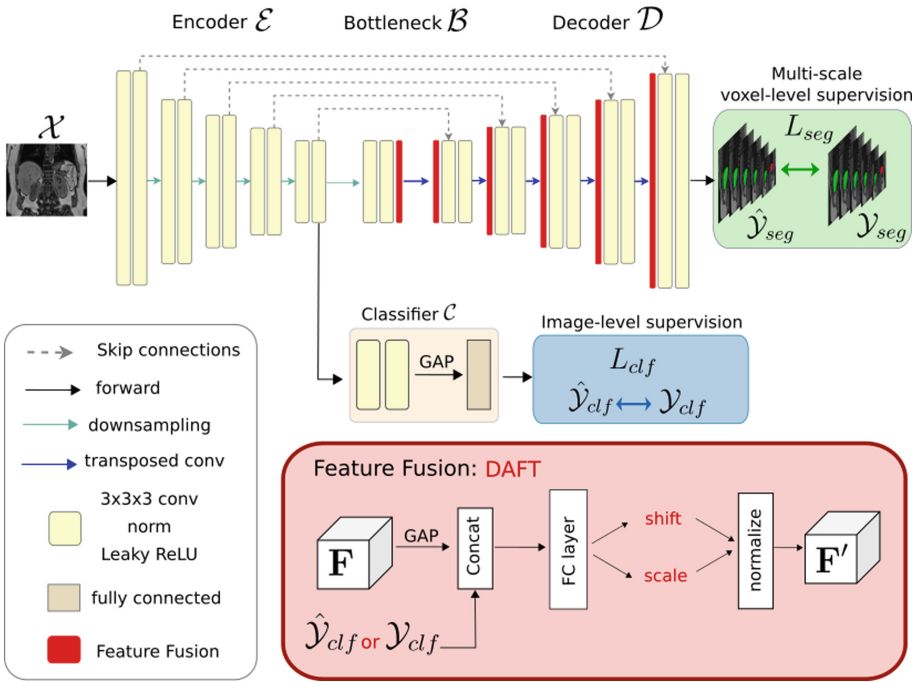 Encoder ℰ
Bottleneck ℬ
Decoder 𝒟
𝒳
Multi-scale
voxel-level supervision
L_seg
𝒴̂_seg
𝒴_seg
Classifier 𝒞
GAP
Image-level supervision
L_clf
𝒴̂_clf
𝒴_clf
Skip connections
forward
downsampling
transposed conv
3x3x3 conv
norm
Leaky ReLU
fully connected
Feature Fusion
Feature Fusion: DAFT
F
GAP
Concat
FC layer
shift
scale
normalize
F′
𝒴̂_clf or 𝒴_clf